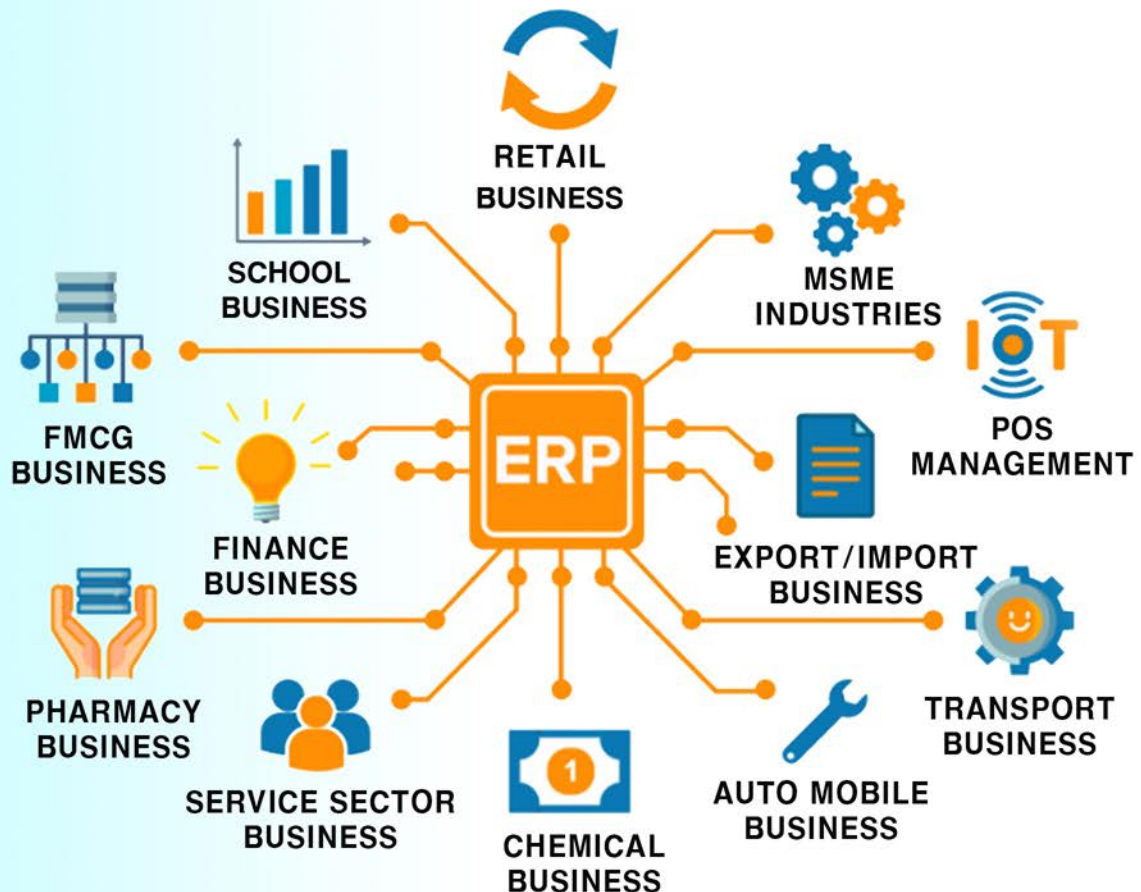 RETAIL
BUSINESS
SCHOOL
BUSINESS
MSME
INDUSTRIES
IOT
FMCG
BUSINESS
POS
MANAGEMENT
ERP
FINANCE
BUSINESS
EXPORT/IMPORT
BUSINESS
PHARMACY
BUSINESS
TRANSPORT
BUSINESS
SERVICE SECTOR
BUSINESS
1
CHEMICAL
BUSINESS
AUTO MOBILE
BUSINESS